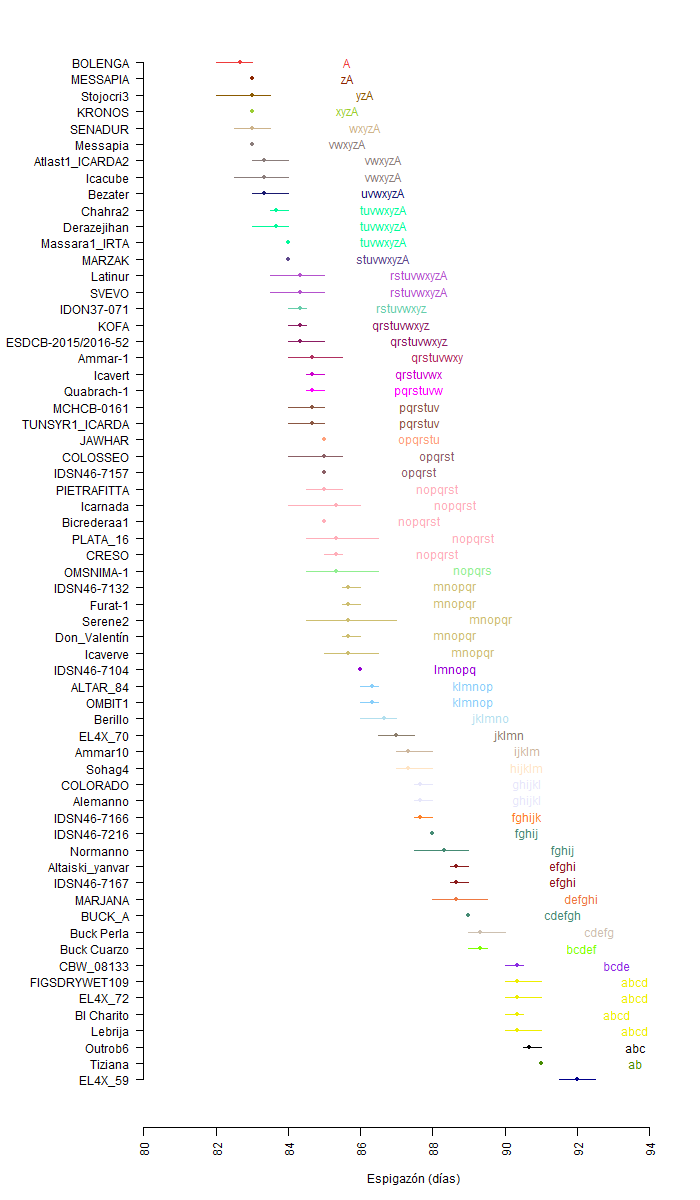 BOLENGA A
MESSAPIA zA
Stojocri3 yzA
KRONOS xyzA
SENADUR wxyzA
Messapia vwxyzA
Atlast1_ICARDA2 vwxyzA
Icacube vwxyzA
Bezater uvwxyzA
Chahra2 tuvwxyzA
Derazejihan tuvwxyzA
Massara1_IRTA tuvwxyzA
MARZAK stuvwxyzA
Latinur rstuvwxyzA
SVEVO rstuvwxyzA
IDON37-071 rstuvwxyz
KOFA qrstuvwxyz
ESDCB-2015/2016-52 qrstuvwxyz
Ammar-1 qrstuvwxy
Icavert qrstuvwx
Quabrach-1 pqrstuvw
MCHCB-0161 pqrstuv
TUNSYR1_ICARDA pqrstuv
JAWHAR opqrstu
COLOSSEO opqrst
IDSN46-7157 opqrst
PIETRAFITTA nopqrst
Icarnada nopqrst
Bicrederaa1 nopqrst
PLATA_16 nopqrst
CRESO nopqrst
OMSNIMA-1 nopqrs
IDSN46-7132 mnopqr
Furat-1 mnopqr
Serene2 mnopqr
Don_Valentín mnopqr
Icaverve mnopqr
IDSN46-7104 lmnopq
ALTAR_84 klmnop
OMBIT1 klmnop
Berillo jklmno
EL4X_70 jklmn
Ammar10 ijklm
Sohag4 hijklm
COLORADO ghijkl
Alemanno ghijkl
IDSN46-7166 fghijk
IDSN46-7216 fghij
Normanno fghij
Altaiski_yanvar efghi
IDSN46-7167 efghi
MARJANA defghi
BUCK_A cdefgh
Buck Perla cdefg
Buck Cuarzo bcdef
CBW_08133 bcde
FIGSDRYWET109 abcd
EL4X_72 abcd
BI Charito abcd
Lebrija abcd
Outrob6 abc
Tiziana ab
EL4X_59
80 82 84 86 88 90 92 94
Espigazón (días)